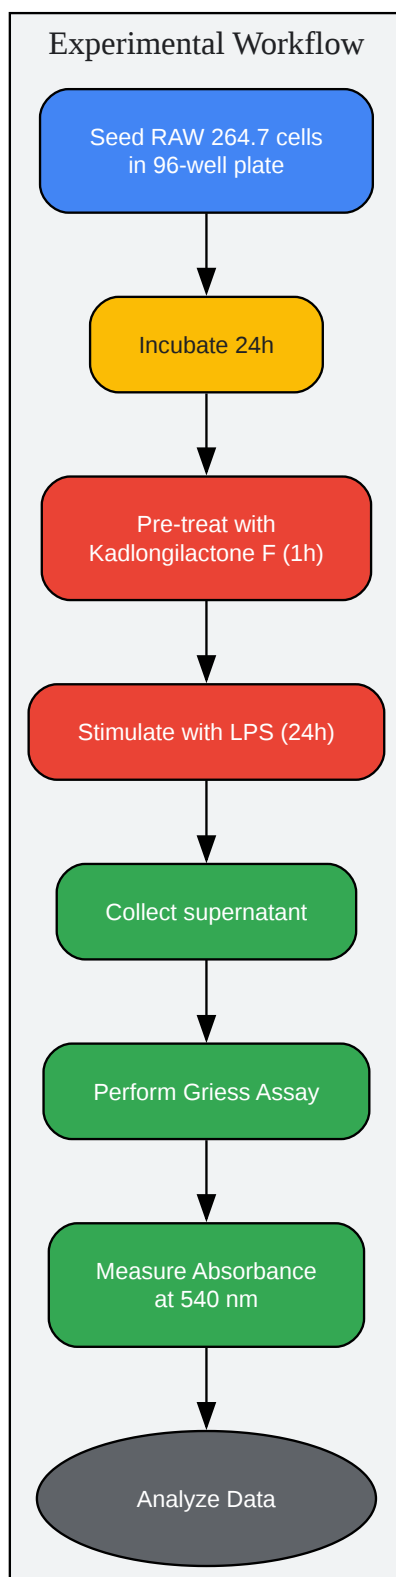 Experimental Workflow
Seed RAW 264.7 cells
in 96-well plate
Incubate 24h
Pre-treat with
Kadlongilactone F (1h)
Stimulate with LPS (24h)
Collect supernatant
Perform Griess Assay
Measure Absorbance
at 540 nm
Analyze Data